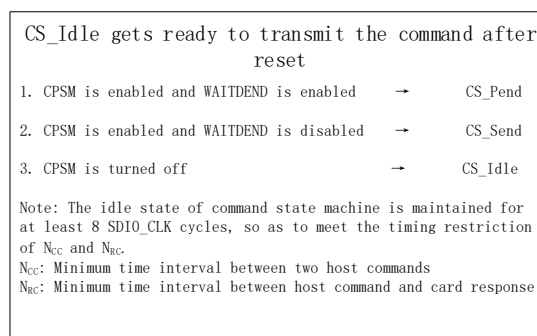 CS_Idle gets ready to transmit the command after
reset
1. CPSM is enabled and WAITDEND is enabled → CS_Pend
2. CPSM is enabled and WAITDEND is disabled → CS_Send
3. CPSM is turned off → CS_Idle
Note: The idle state of command state machine is maintained for
at least 8 SDIO_CLK cycles, so as to meet the timing restriction
of NCC and NRC.
NCC: Minimum time interval between two host commands
NRC: Minimum time interval between host command and card response